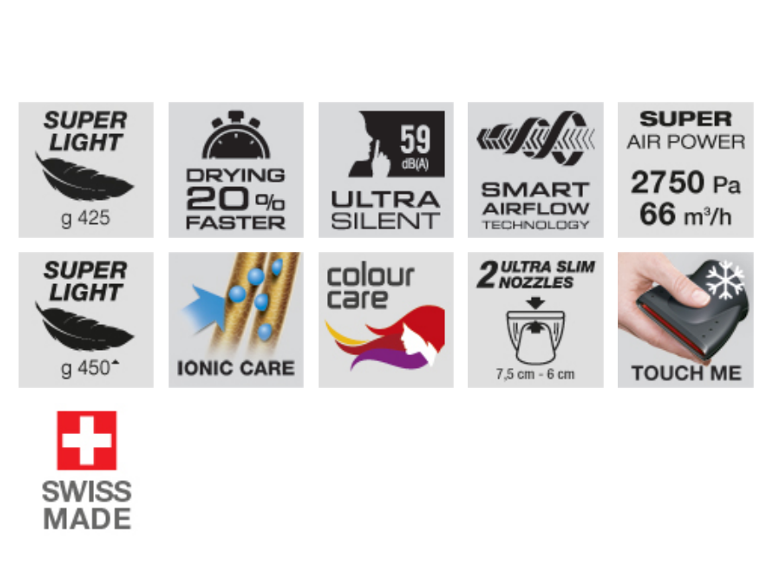 SUPER
LIGHT
g 425
DRYING
20%
FASTER
59
dB(A)
ULTRA
SILENT
SMART
AIRFLOW
TECHNOLOGY
SUPER
AIR POWER
2750 Pa
66 m³/h
SUPER
LIGHT
g 450▲
IONIC CARE
colour
care
2 ULTRA SLIM
NOZZLES
7,5 cm - 6 cm
TOUCH ME
SWISS
MADE